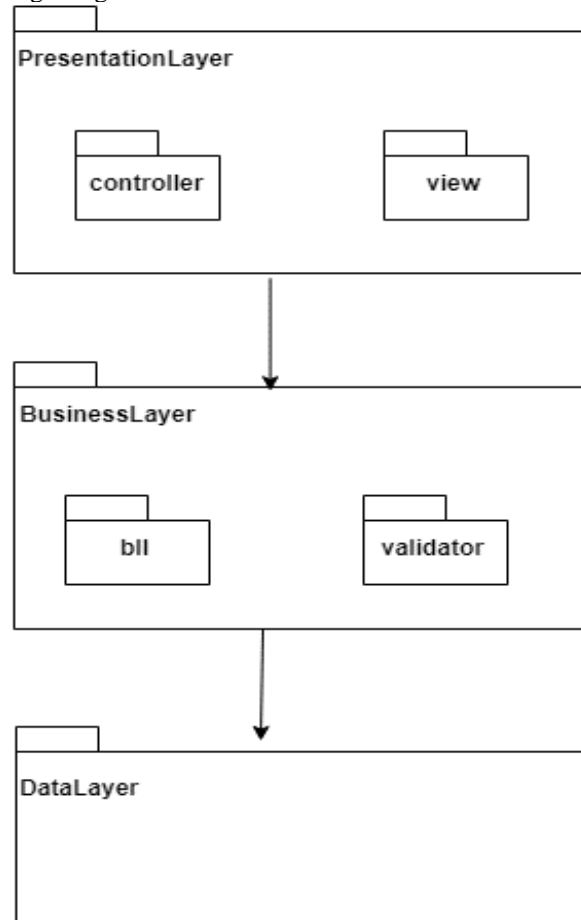 PresentationLayer
controller
view
BusinessLayer
bll
validator
DataLayer